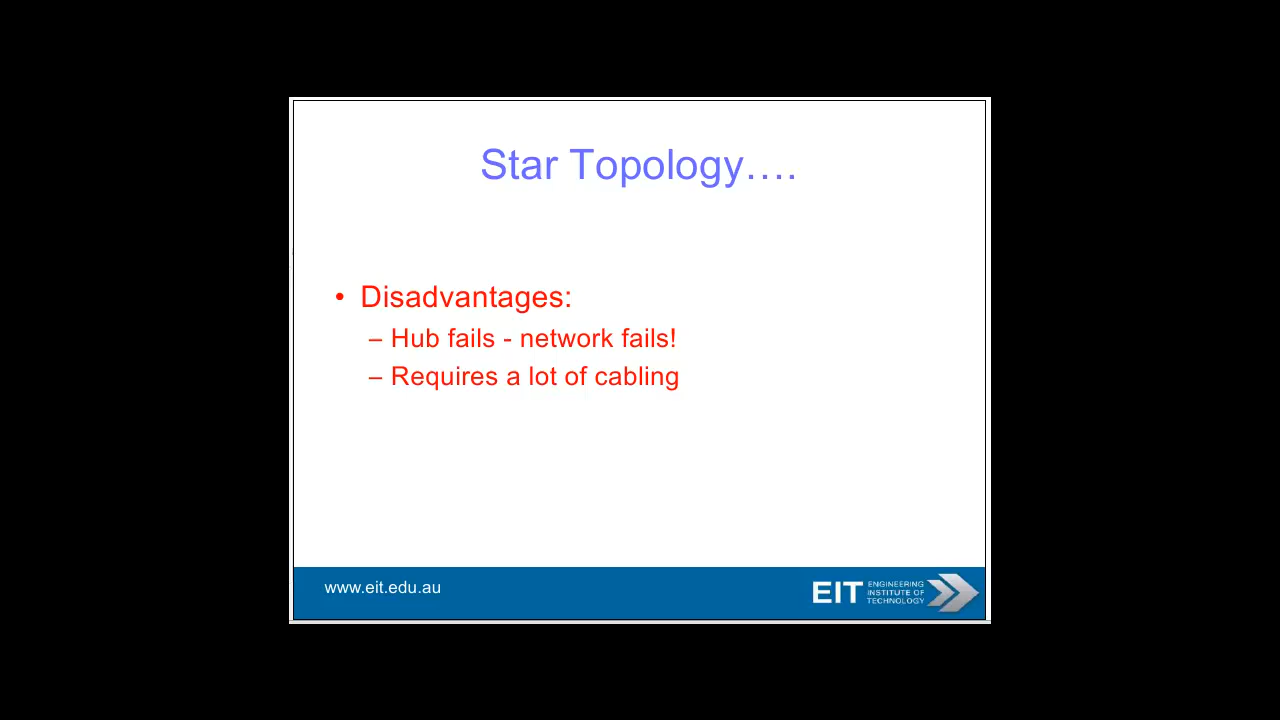 Star Topology….
• Disadvantages:
– Hub fails - network fails!
– Requires a lot of cabling
www.eit.edu.au
EIT
ENGINEERING
INSTITUTE OF
TECHNOLOGY